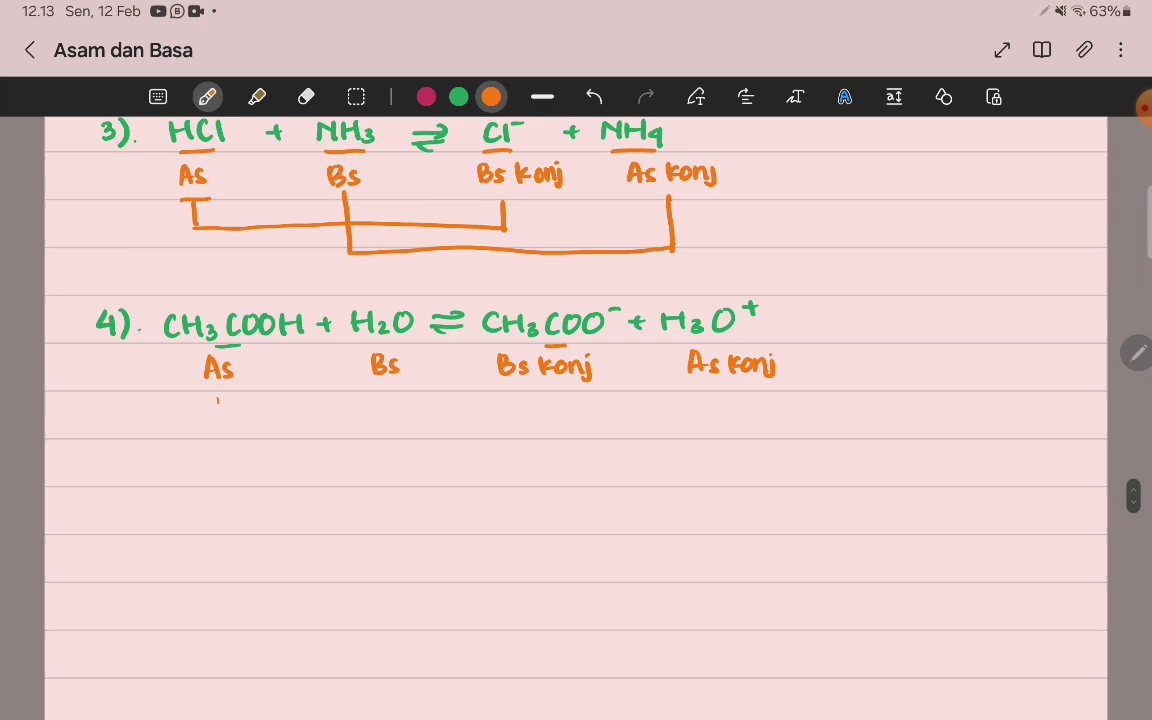 12.13 Sen, 12 Feb 63%
Asam dan Basa
3). HCl + NH3 ⇌ Cl⁻ + NH4
As Bs Bs konj As konj
4). CH3COOH + H2O ⇌ CH3COO⁻ + H3O⁺
As Bs Bs konj As konj